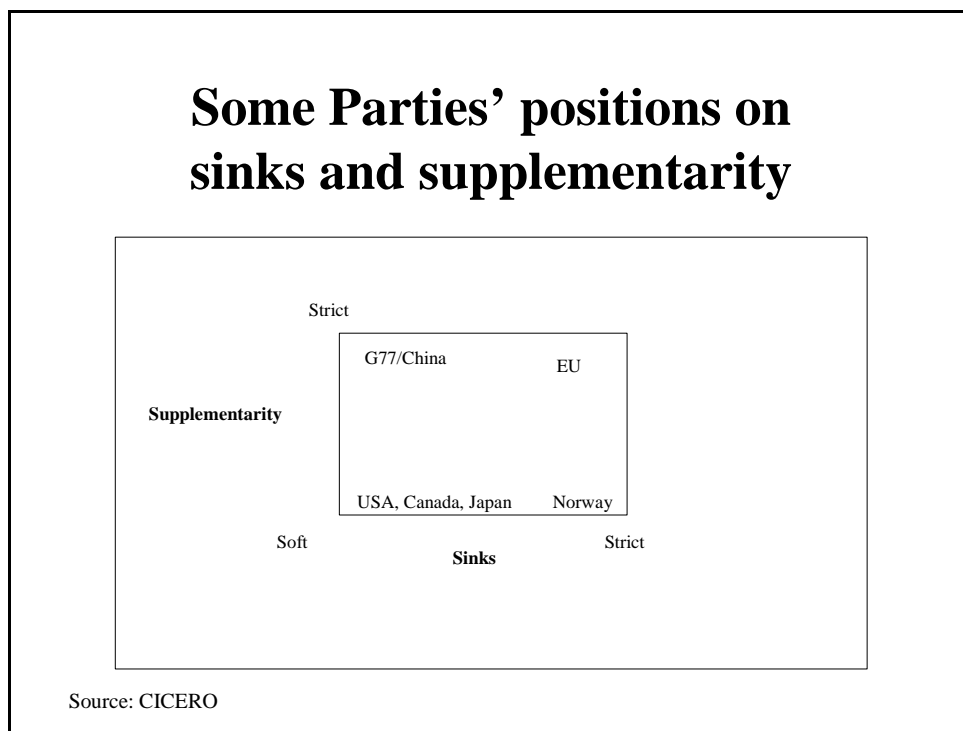 Some Parties’ positions on
sinks and supplementarity
Strict
G77/China
EU
Supplementarity
USA, Canada, Japan
Norway
Soft
Strict
Sinks
Source: CICERO